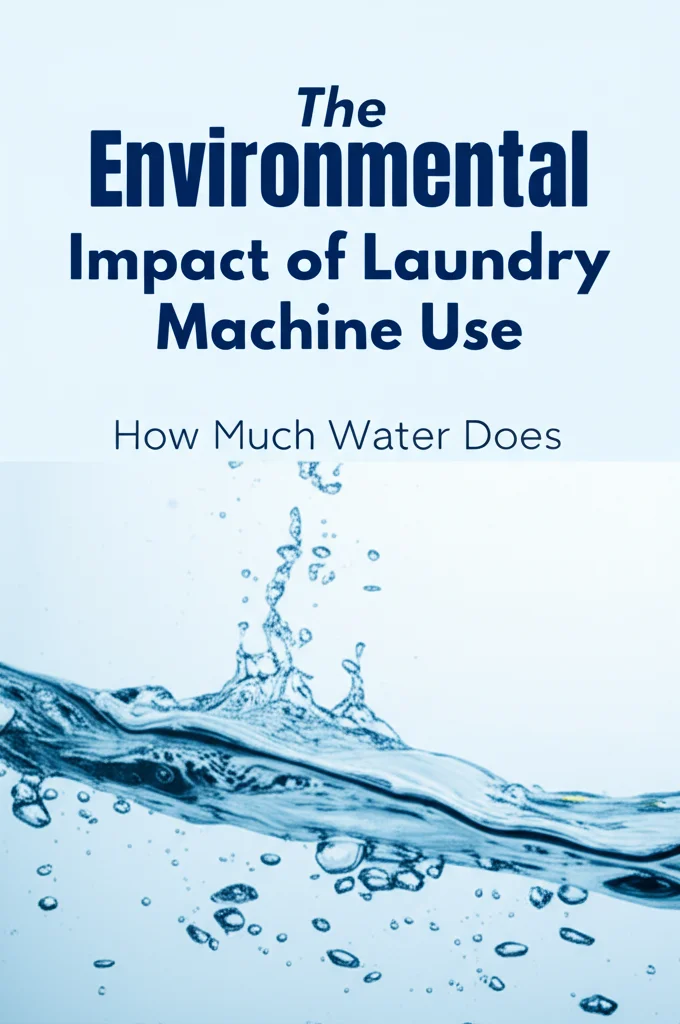 The
Environmental
Impact of Laundry
Machine Use
How Much Water Does